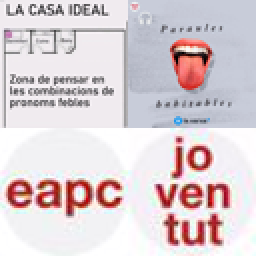 LA CASA IDEAL
Zona de pensar en
les combinacions de
pronoms febles
Paraules
habitables
eapc
jo
ven
tut